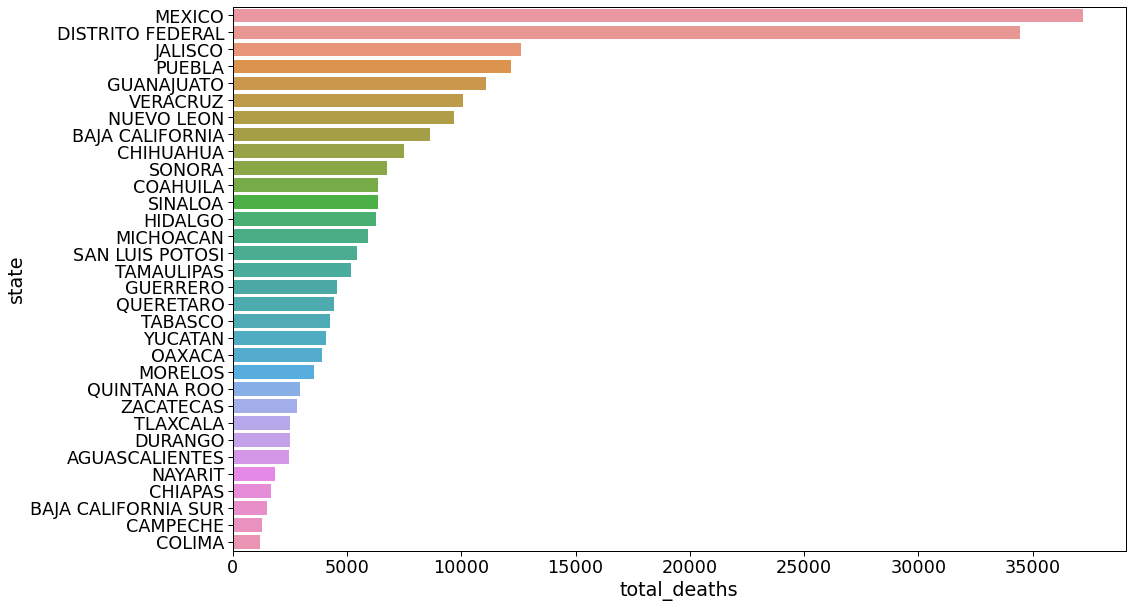 MEXICO
DISTRITO FEDERAL
JALISCO
PUEBLA
GUANAJUATO
VERACRUZ
NUEVO LEON
BAJA CALIFORNIA
CHIHUAHUA
SONORA
COAHUILA
SINALOA
HIDALGO
MICHOACAN
SAN LUIS POTOSI
TAMAULIPAS
GUERRERO
QUERETARO
TABASCO
YUCATAN
OAXACA
MORELOS
QUINTANA ROO
ZACATECAS
TLAXCALA
DURANGO
AGUASCALIENTES
NAYARIT
CHIAPAS
BAJA CALIFORNIA SUR
CAMPECHE
COLIMA
state
0 5000 10000 15000 20000 25000 30000 35000
total_deaths